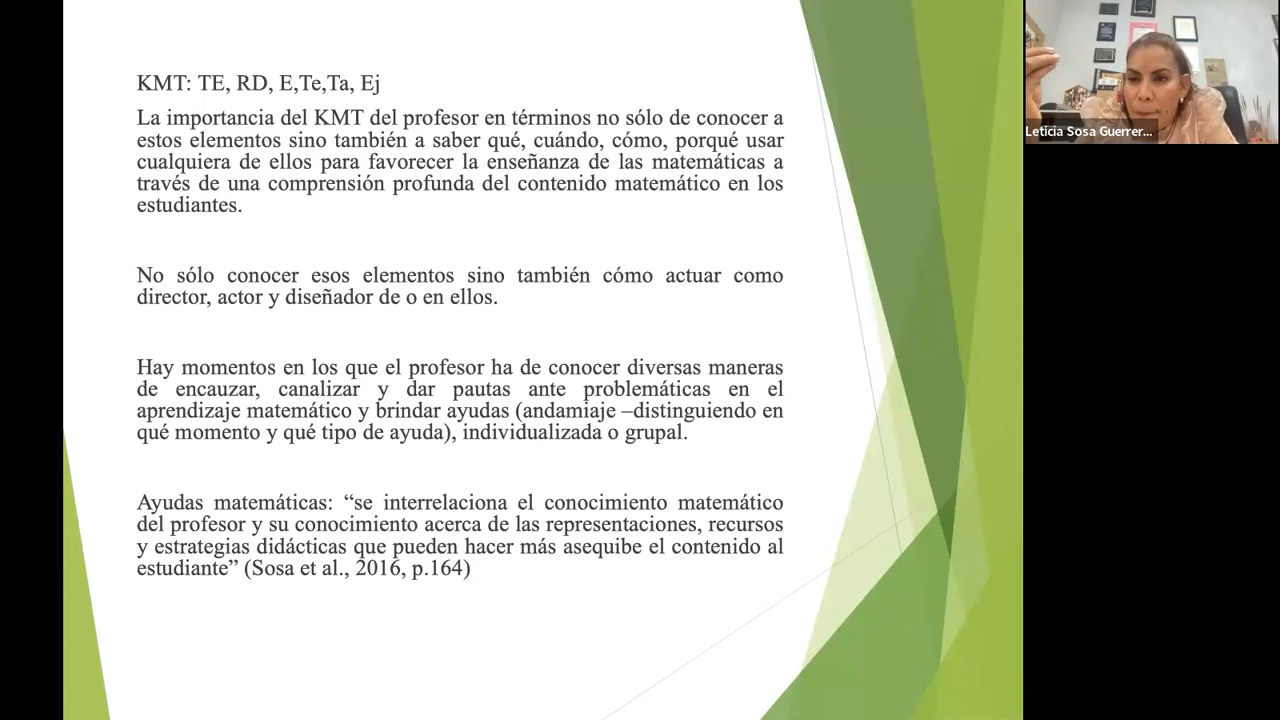 KMT: TE, RD, E,Te,Ta, Ej
La importancia del KMT del profesor en términos no sólo de conocer a
estos elementos sino también a saber qué, cuándo, cómo, porqué usar
cualquiera de ellos para favorecer la enseñanza de las matemáticas a
través de una comprensión profunda del contenido matemático en los
estudiantes.
No sólo conocer esos elementos sino también cómo actuar como
director, actor y diseñador de o en ellos.
Hay momentos en los que el profesor ha de conocer diversas maneras
de encauzar, canalizar y dar pautas ante problemáticas en el
aprendizaje matemático y brindar ayudas (andamiaje –distinguiendo en
qué momento y qué tipo de ayuda), individualizada o grupal.
Ayudas matemáticas: “se interrelaciona el conocimiento matemático
del profesor y su conocimiento acerca de las representaciones, recursos
y estrategias didácticas que pueden hacer más asequibe el contenido al
estudiante” (Sosa et al., 2016, p.164)
Leticia Sosa Guerrer...